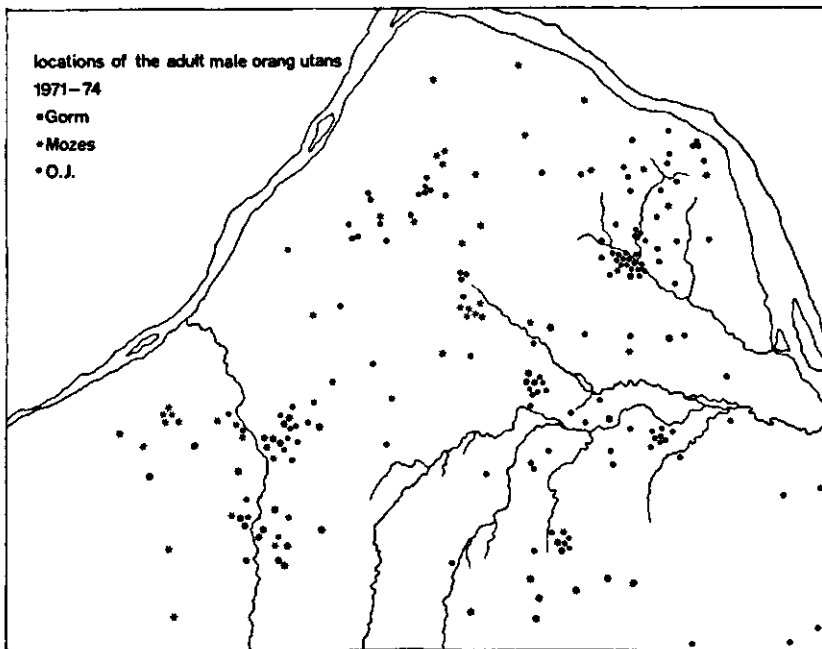 locations of the adult male orang utans
1971–74
Gorm
Mozes
O.J.